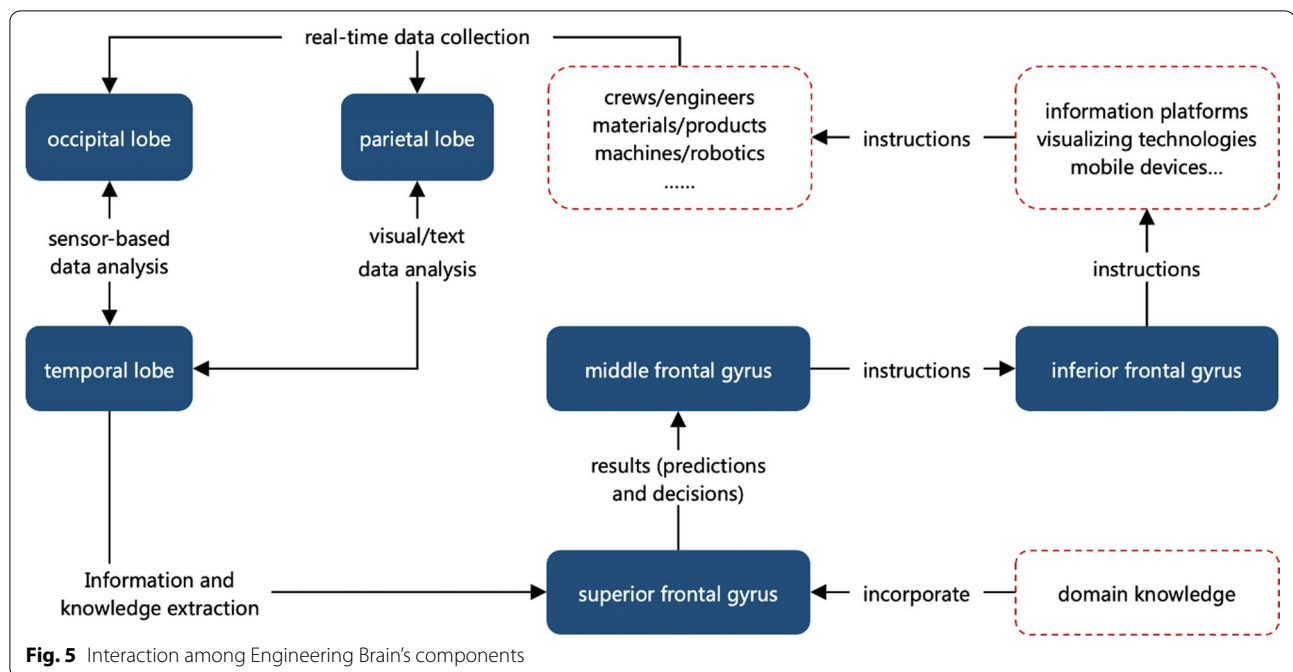 real-time data collection
occipital lobe
parietal lobe
crews/engineers
materials/products
machines/robotics
......
instructions
information platforms
visualizing technologies
mobile devices...
sensor-based
data analysis
visual/text
data analysis
instructions
temporal lobe
middle frontal gyrus
instructions
inferior frontal gyrus
results (predictions
and decisions)
Information and
knowledge extraction
superior frontal gyrus
incorporate
domain knowledge
Fig. 5 Interaction among Engineering Brain's components